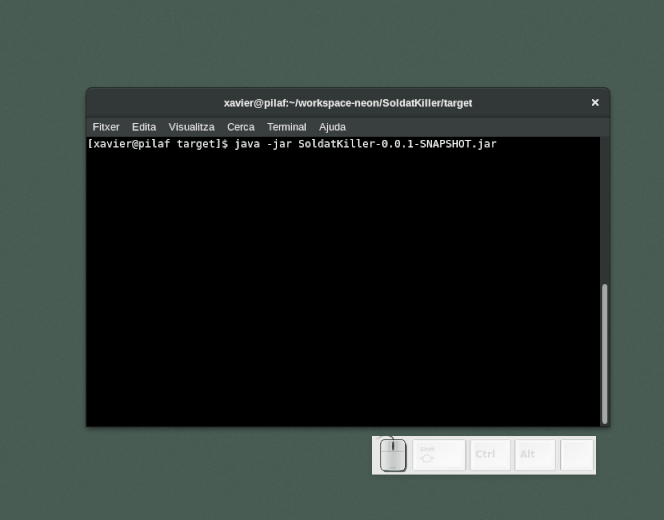 xavier@pilaf:~/workspace-neon/SoldatKiller/target
Fitxer Edita Visualitza Cerca Terminal Ajuda
[xavier@pilaf target]$ java -jar SoldatKiller-0.0.1-SNAPSHOT.jar
Shift
Ctrl Alt